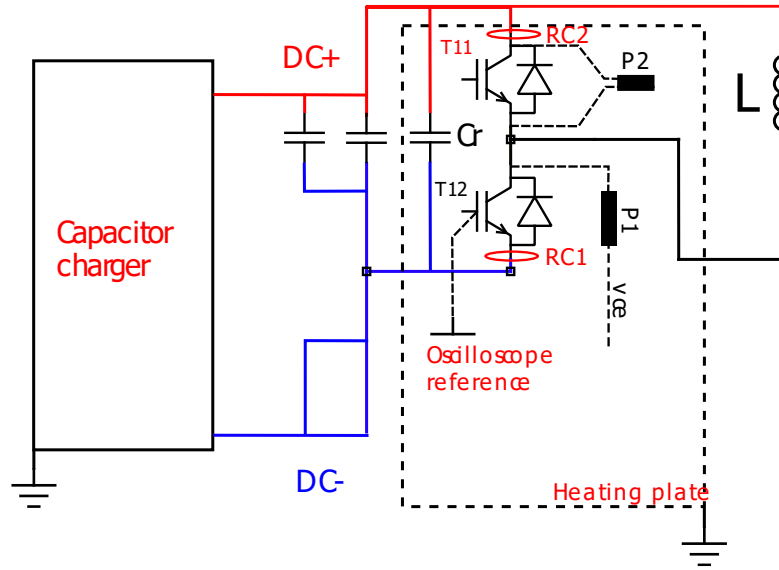 RC2
T11
DC+
P2
L
Cr
T12
P1
Capacitor
charger
RC1
vce
Oscilloscope
reference
DC-
Heating plate